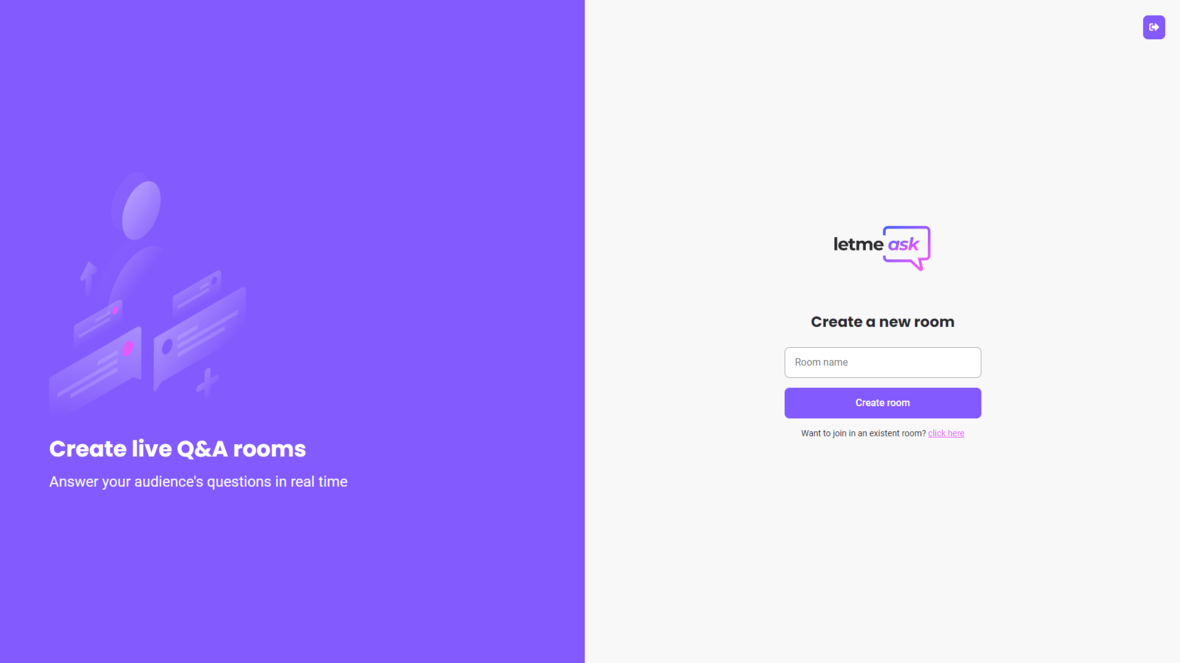 Create live Q&A rooms
Answer your audience's questions in real time
letme ask
Create a new room
Room name
Create room
Want to join in an existent room? click here